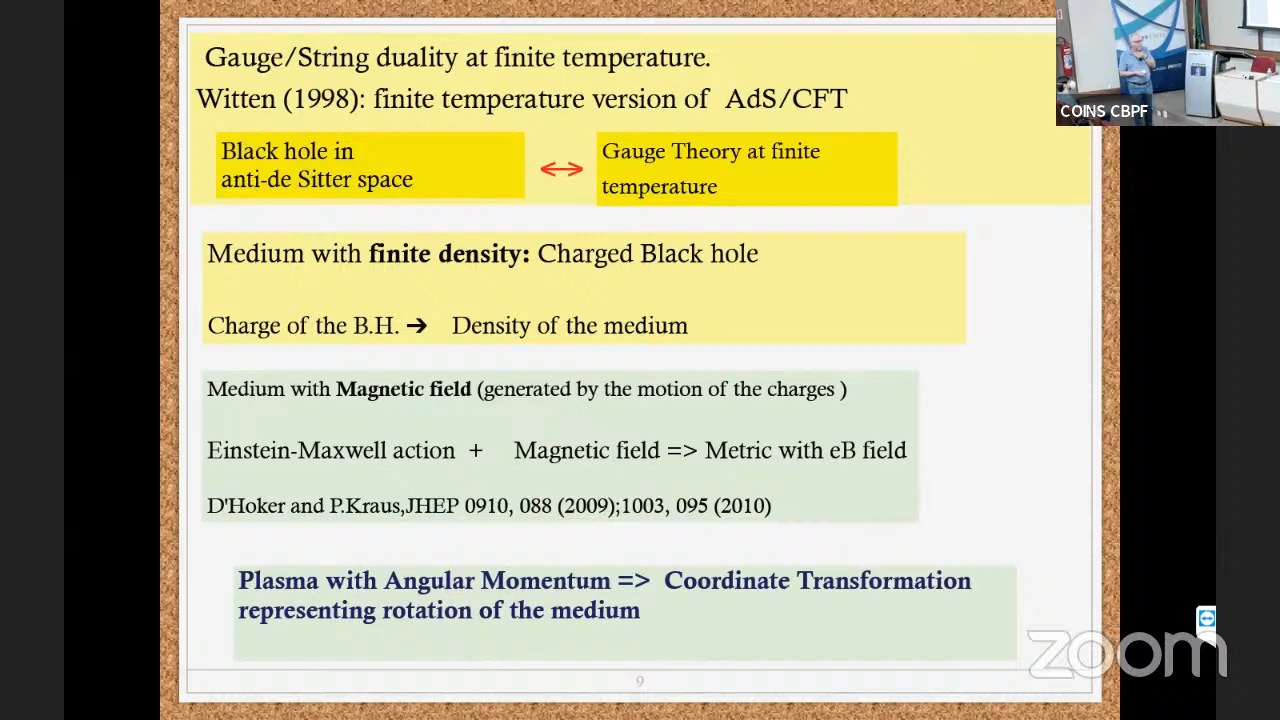 Gauge/String duality at finite temperature.
Witten (1998): finite temperature version of AdS/CFT
Black hole in
anti-de Sitter space
↔
Gauge Theory at finite
temperature
Medium with finite density: Charged Black hole
Charge of the B.H. ➔ Density of the medium
Medium with Magnetic field (generated by the motion of the charges )
Einstein-Maxwell action + Magnetic field => Metric with eB field
D'Hoker and P.Kraus,JHEP 0910, 088 (2009);1003, 095 (2010)
Plasma with Angular Momentum => Coordinate Transformation
representing rotation of the medium
9
COINS CBPF
zoom